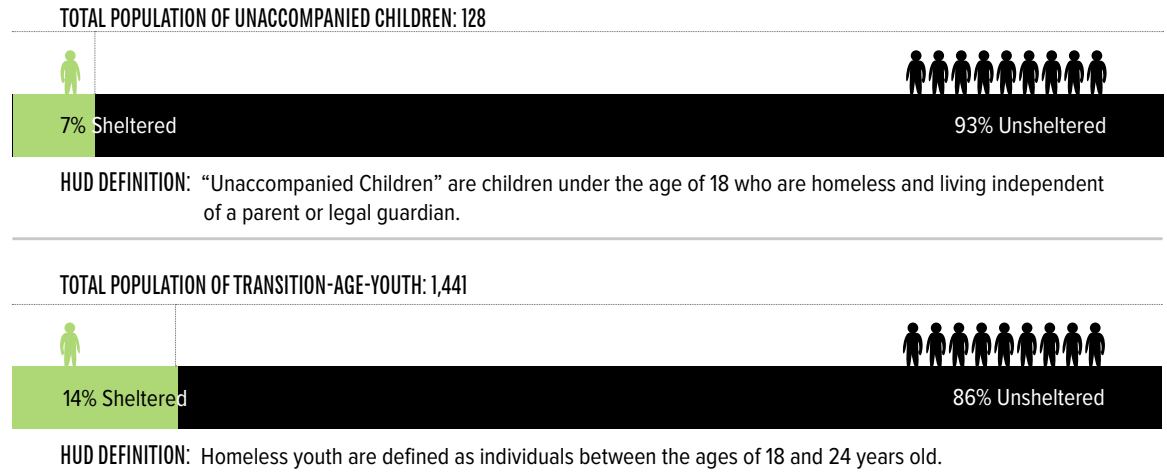 TOTAL POPULATION OF UNACCOMPANIED CHILDREN: 128
7% Sheltered
93% Unsheltered
HUD DEFINITION: “Unaccompanied Children” are children under the age of 18 who are homeless and living independent
of a parent or legal guardian.
TOTAL POPULATION OF TRANSITION-AGE-YOUTH: 1,441
14% Sheltered
86% Unsheltered
HUD DEFINITION: Homeless youth are defined as individuals between the ages of 18 and 24 years old.